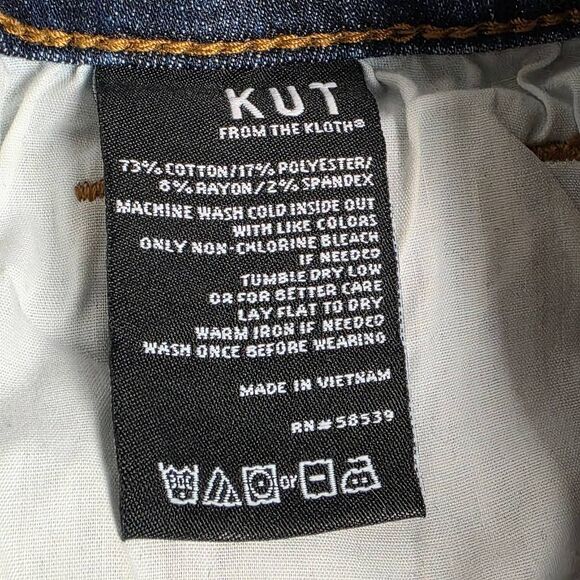 KUT
FROM THE KLOTH®
73% COTTON/17% POLYESTER/
8% RAYON/2% SPANDEX
MACHINE WASH COLD INSIDE OUT
WITH LIKE COLORS
ONLY NON-CHLORINE BLEACH
IF NEEDED
TUMBLE DRY LOW
OR FOR BETTER CARE
LAY FLAT TO DRY
WARM IRON IF NEEDED
WASH ONCE BEFORE WEARING
MADE IN VIETNAM
RN# 58539
or